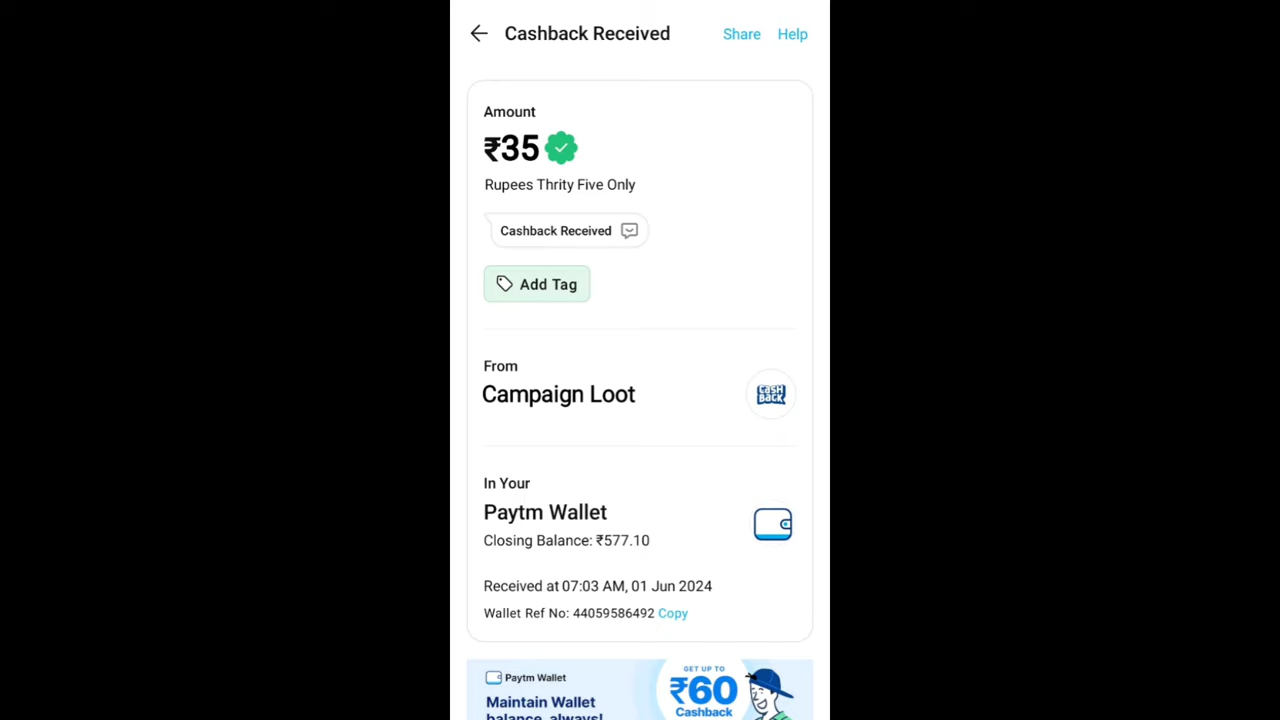 Cashback Received
Share
Help
Amount
₹35
Rupees Thrity Five Only
Cashback Received
Add Tag
From
Campaign Loot
CASH
BACK
In Your
Paytm Wallet
Closing Balance: ₹577.10
Received at 07:03 AM, 01 Jun 2024
Wallet Ref No: 44059586492 Copy
Paytm Wallet
Maintain Wallet
balance, always!
GET UP TO
₹60
Cashback